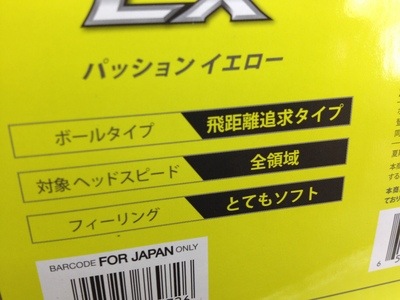 EX
パッション イエロー
ボールタイプ 飛距離追求タイプ
対象 ヘッドスピード 全領域
フィーリング とてもソフト
BARCODE FOR JAPAN ONLY